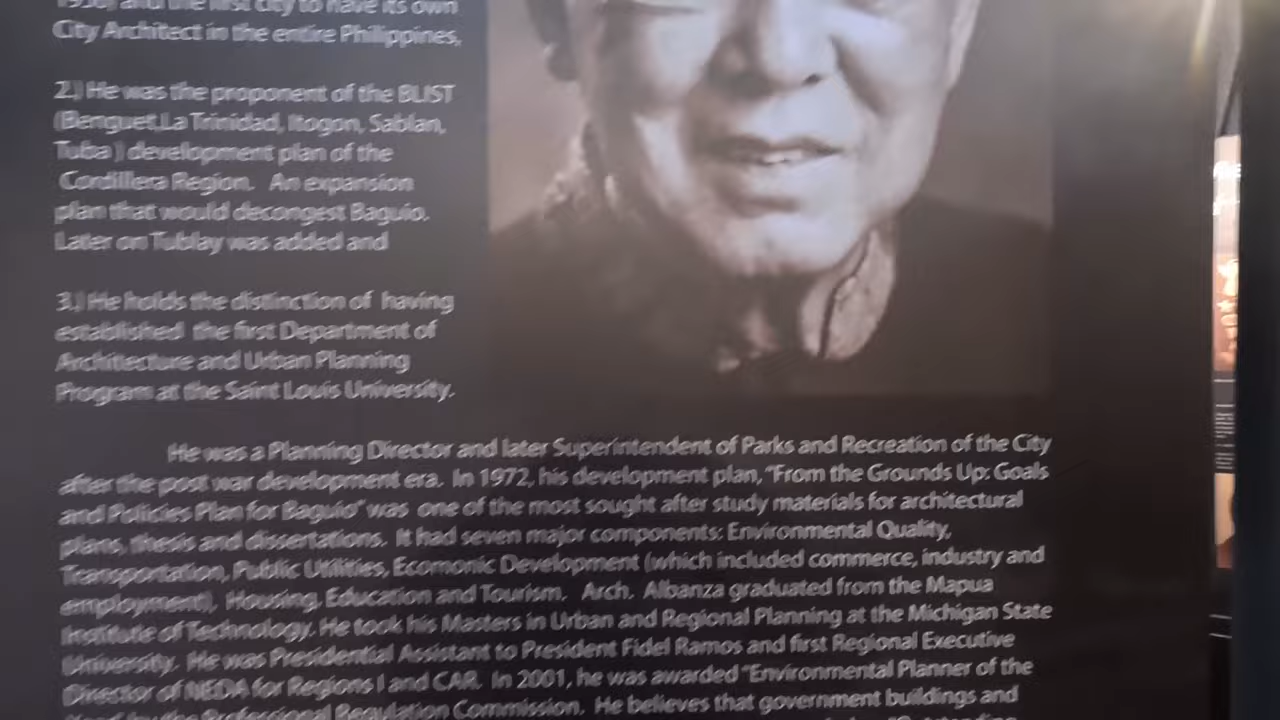 and the first city to have its own
City Architect in the entire Philippines.
2.) He was the proponent of the BLIST
(Benguet,La Trinidad, Itogon, Sablan,
Tuba ) development plan of the
Cordillera Region. An expansion
plan that would decongest Baguio.
Later on Tublay was added and
3.) He holds the distinction of having
established the first Department of
Architecture and Urban Planning
Program at the Saint Louis University.
He was a Planning Director and later Superintendent of Parks and Recreation of the City
after the post war development era. In 1972, his development plan, "From the Grounds Up: Goals
and Policies Plan for Baguio" was one of the most sought after study materials for architectural
plans, thesis and dissertations. It had seven major components: Environmental Quality,
Transportation, Public Utilities, Ecomonic Development (which included commerce, industry and
employment), Housing, Education and Tourism. Arch. Albanza graduated from the Mapua
Institute of Technology. He took his Masters in Urban and Regional Planning at the Michigan State
University. He was Presidential Assistant to President Fidel Ramos and first Regional Executive
Director of NEDA for Regions I and CAR. In 2001, he was awarded "Environmental Planner of the
by the Professional Regulation Commission. He believes that government buildings and